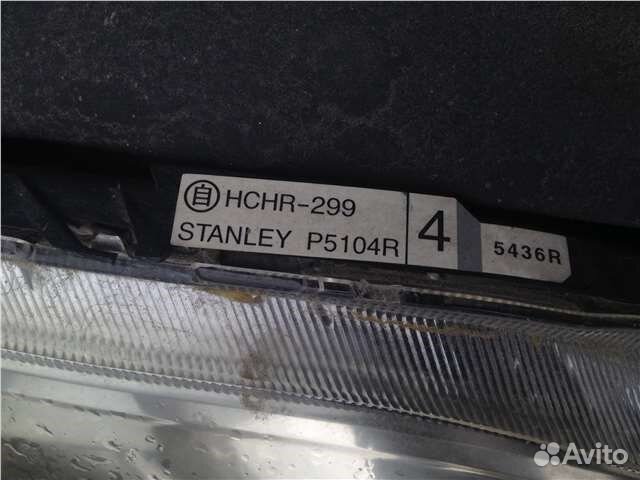 自 HCHR-299
STANLEY P5104R
4
5436R
Avito